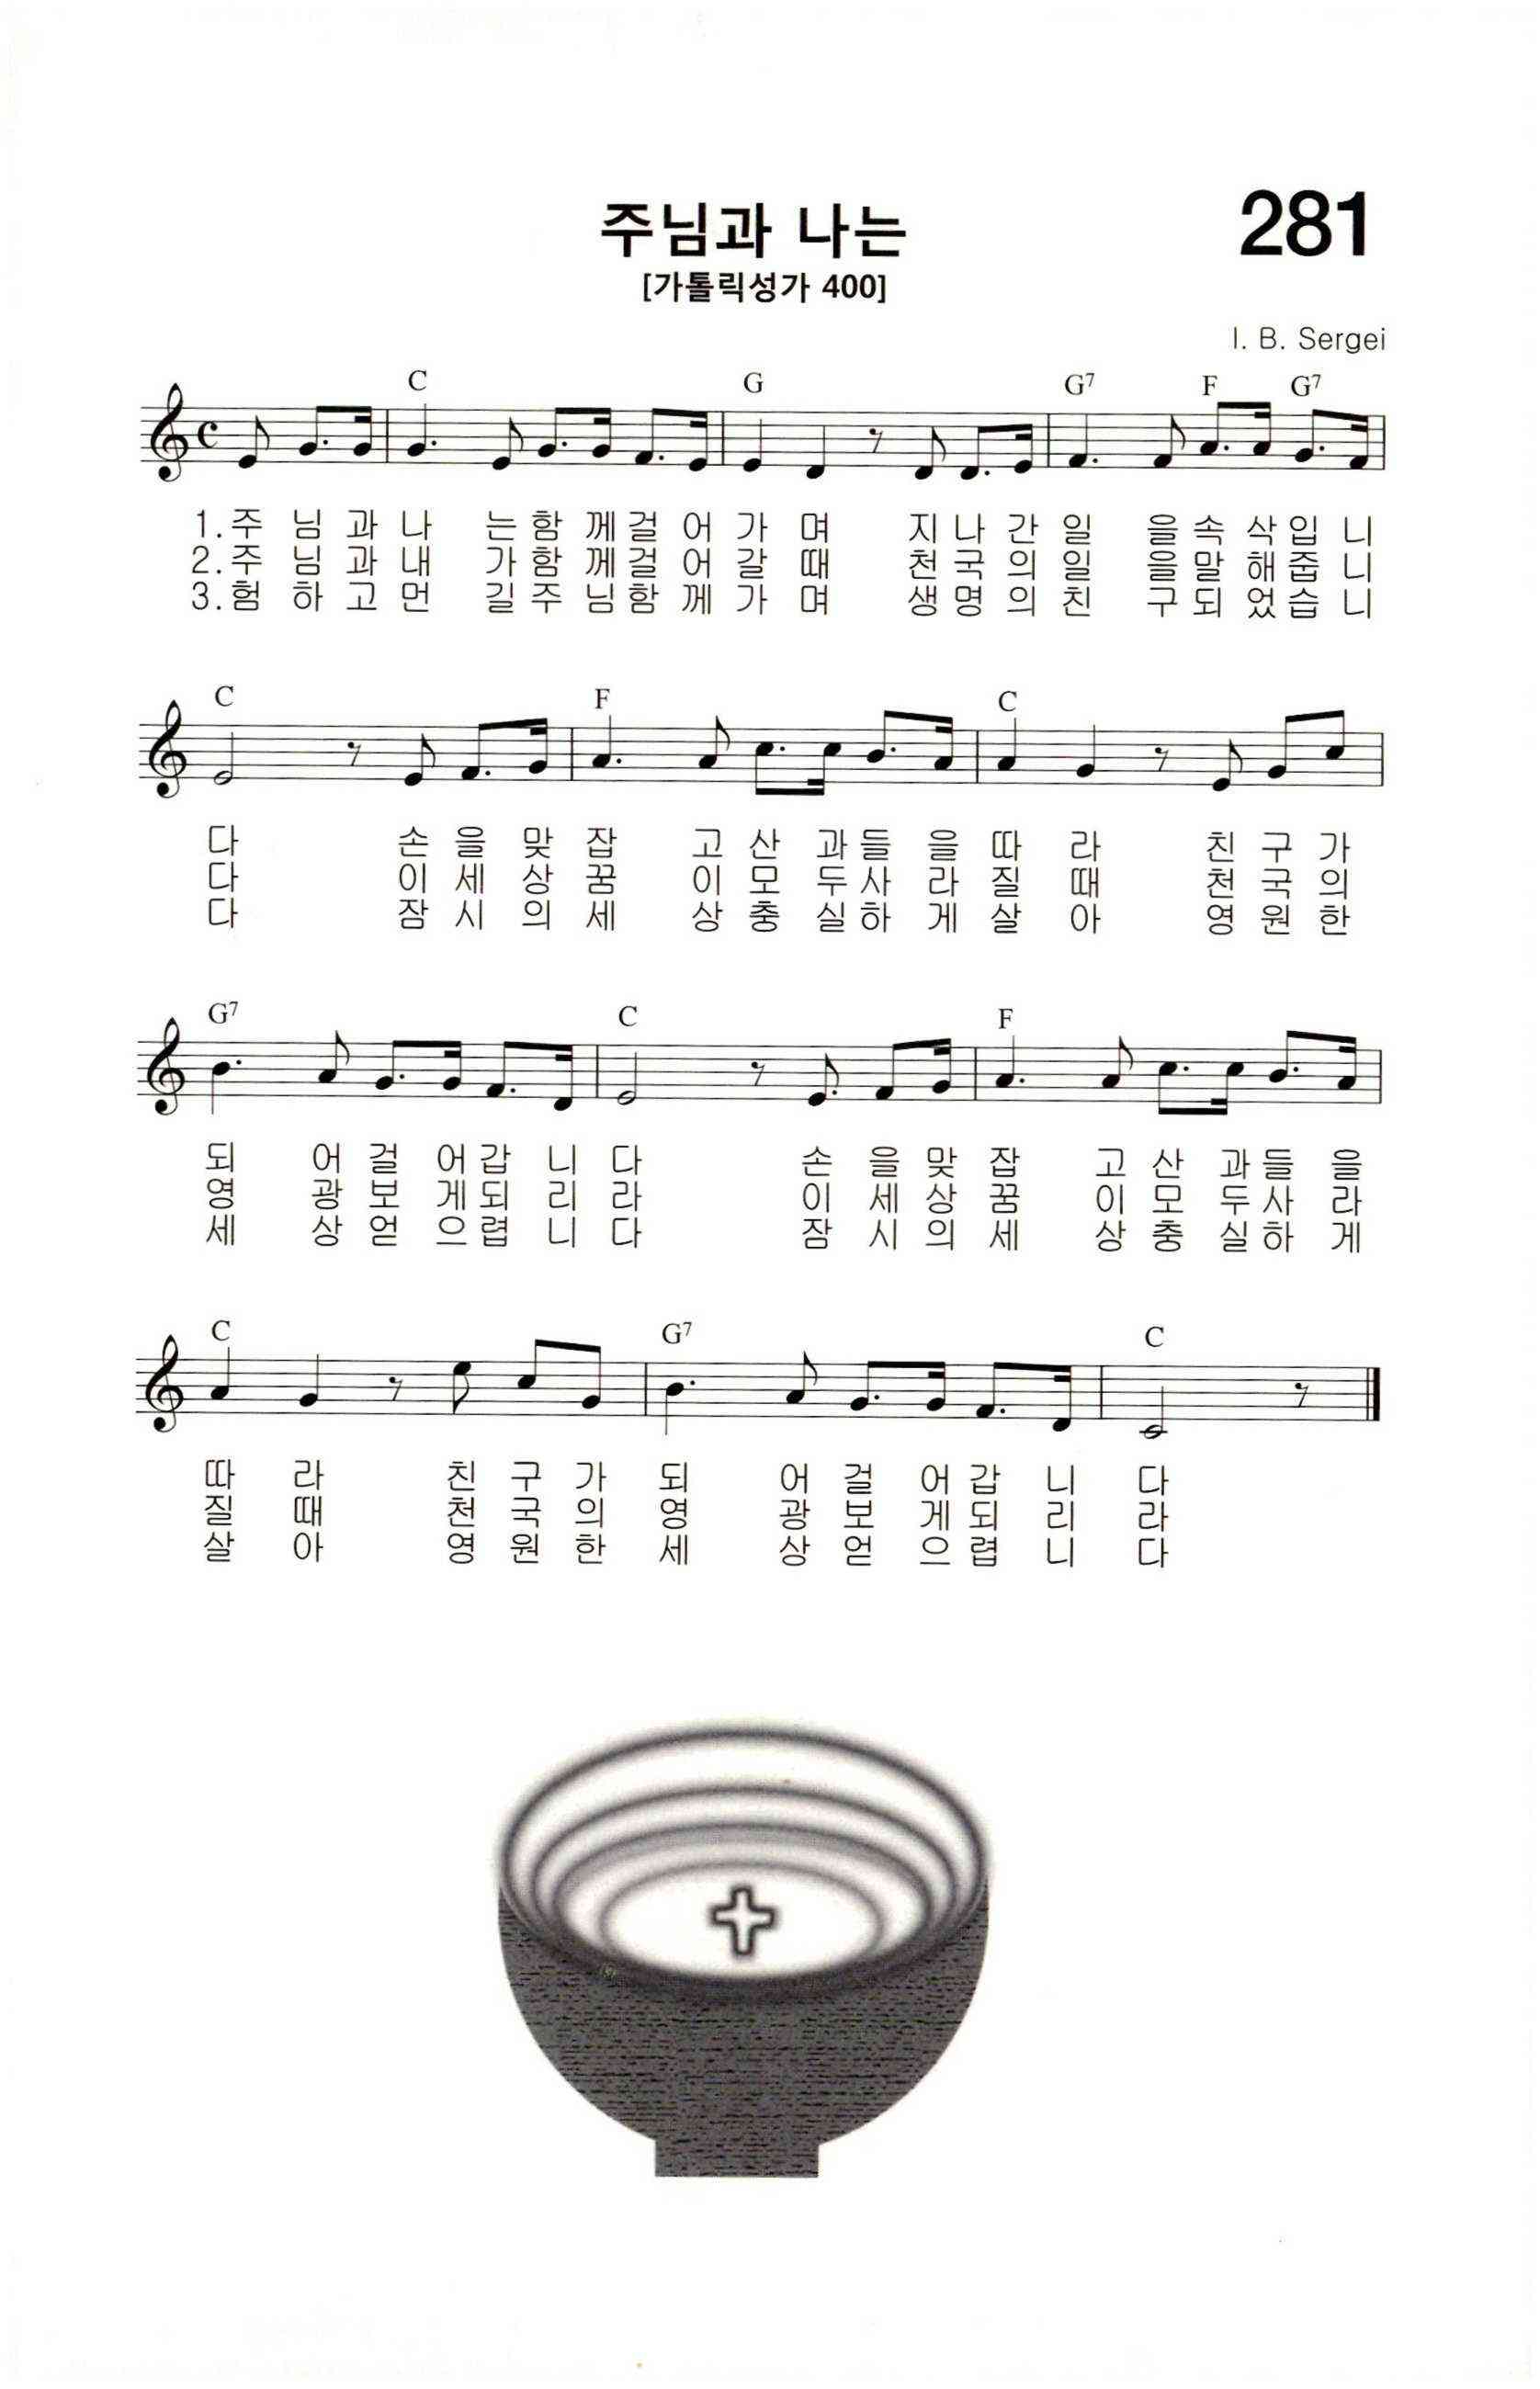 주님과 나는
281
[가톨릭성가 400]
I. B. Sergei
C G G7 F G7
1.주 님 과 나 는 함 께 걸 어 가 며 지 나 간 일 을 속 삭 입 니
2.주 님 과 내 가 함 께 걸 어 갈 때 천 국 의 일 을 말 해 줍 니
3.험 하 고 먼 길 주 님 함 께 가 며 생 명 의 친 구 되 었 습 니
C F C
다 손 을 맞 잡 고 산 과 들 을 따 라 친 구 가
다 이 세 상 꿈 이 모 두 사 라 질 때 천 국 의
다 잠 시 의 세 상 충 실 하 게 살 아 영 원 한
G7 C F
되 어 걸 어 갑 니 다 손 을 맞 잡 고 산 과 들 을
영 광 보 게 되 리 라 이 세 상 꿈 이 모 두 사 라
세 상 얻 으 렵 니 다 잠 시 의 세 상 충 실 하 게
C G7 C
따 라 친 구 가 되 어 걸 어 갑 니 다
질 때 천 국 의 영 광 보 게 되 리 라
살 아 영 원 한 세 상 얻 으 렵 니 다